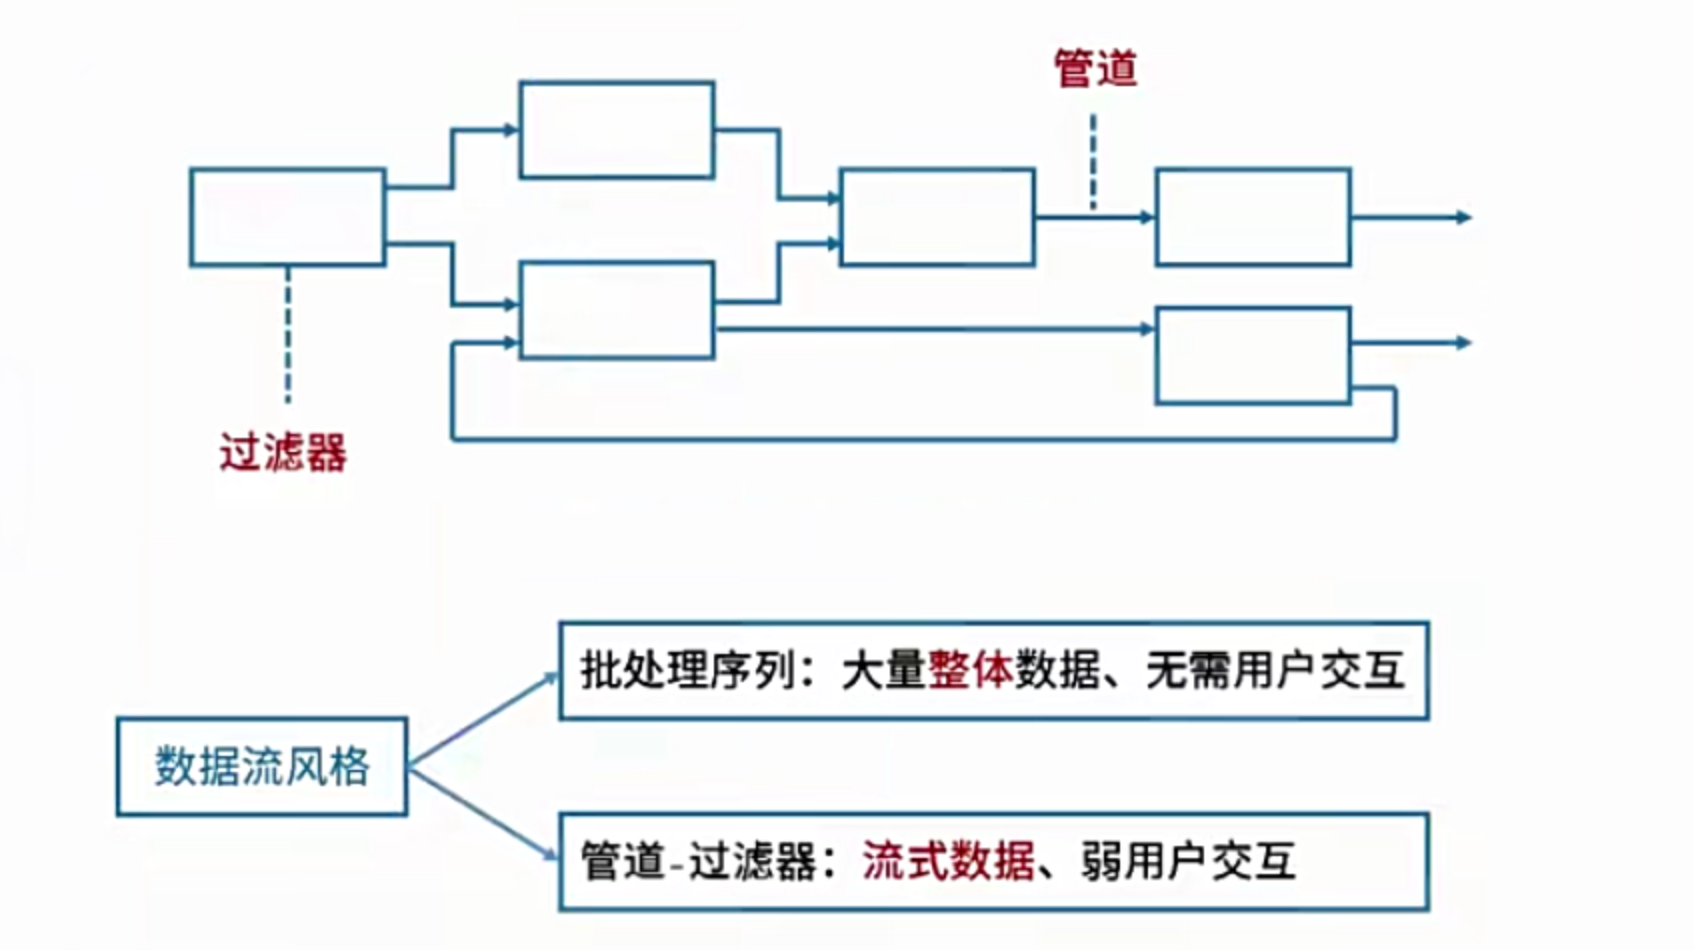 管道
过滤器
批处理序列：大量整体数据、无需用户交互
数据流风格
管道-过滤器：流式数据、弱用户交互